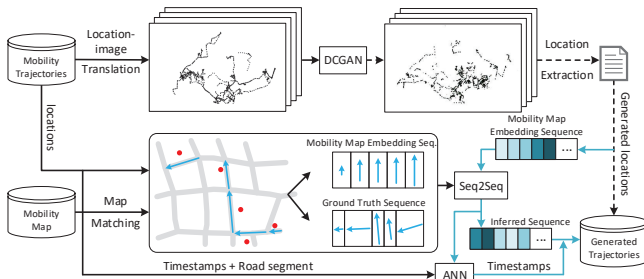 Mobility
Trajectories
Location-
image
Translation
DCGAN
Location
Extraction
Generated locations
locations
Mobility
Map
Map
Matching
Mobility Map Embedding Seq.
Ground Truth Sequence
Mobility Map
Embedding Sequence
...
Seq2Seq
Inferred Sequence
...
Timestamps + Road segment
ANN
Timestamps
Generated
Trajectories